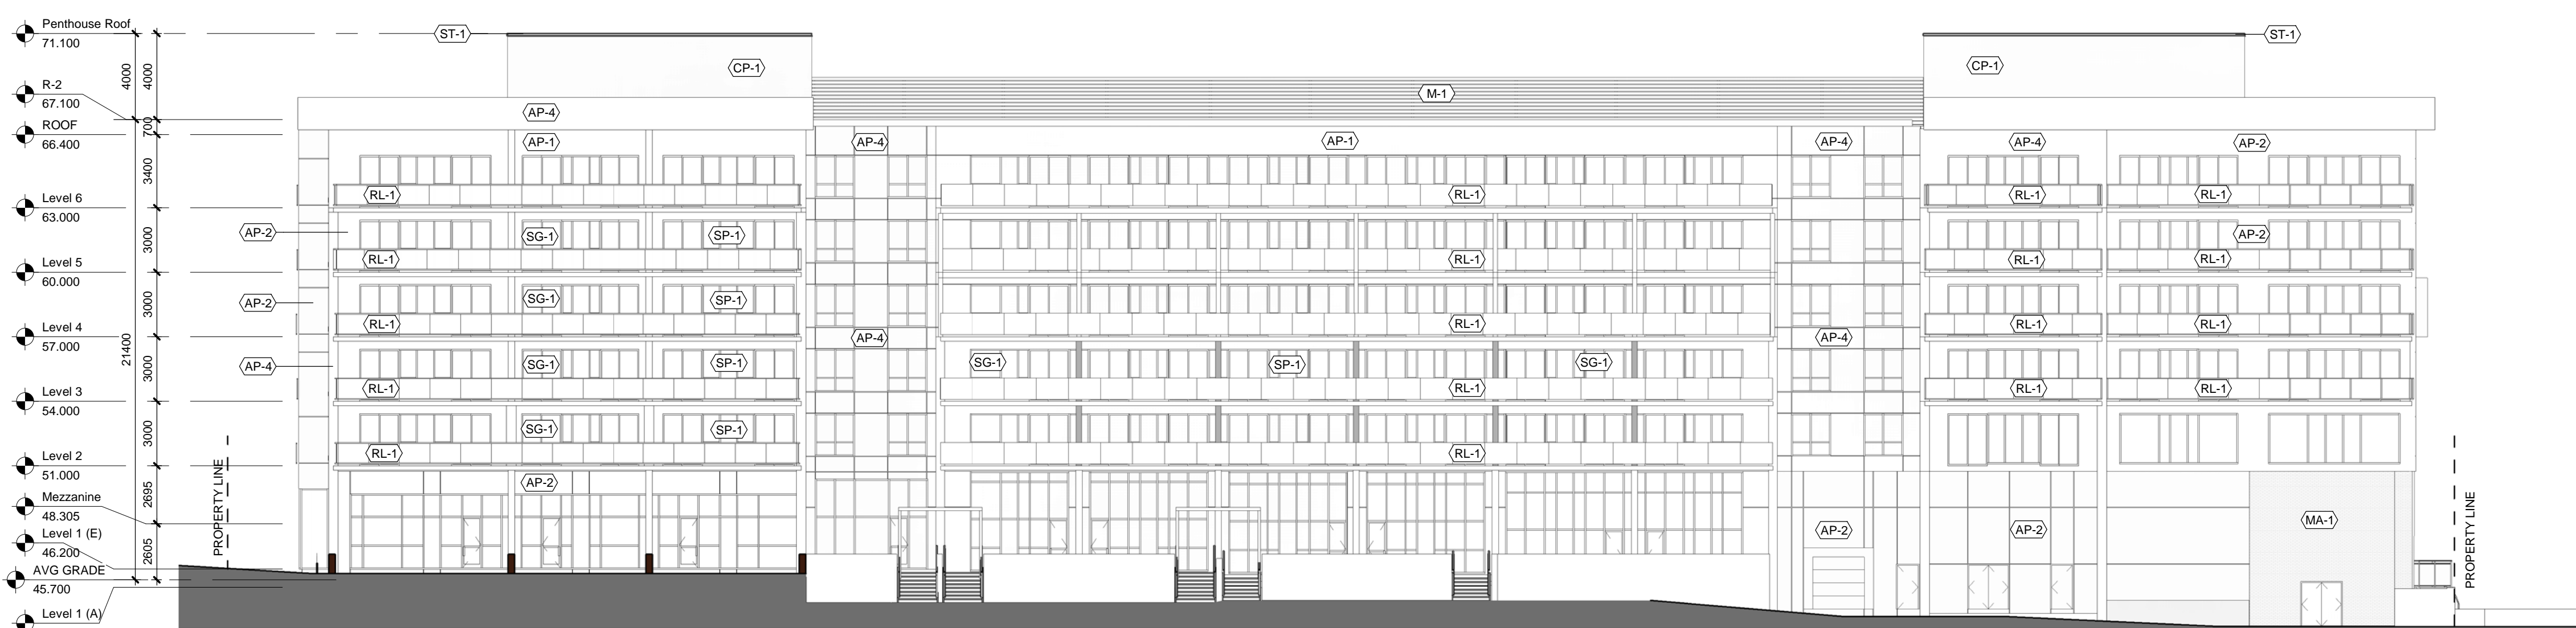 Penthouse Roof
71.100
R-2
67.100
ROOF
66.400
Level 6
63.000
Level 5
60.000
Level 4
57.000
Level 3
54.000
Level 2
51.000
Mezzanine
48.305
Level 1 (E)
46.200
AVG GRADE
45.700
Level 1 (A)
4000
4000
700
3400
3000
3000
3000
3000
21400
2695
2605
PROPERTY LINE
ST-1
ST-1
CP-1
CP-1
M-1
AP-4
AP-1
AP-4
AP-1
AP-4
AP-4
AP-2
RL-1
RL-1
RL-1
RL-1
AP-2
SG-1
SP-1
AP-2
RL-1
RL-1
RL-1
RL-1
AP-2
SG-1
SP-1
RL-1
RL-1
RL-1
RL-1
AP-4
AP-4
AP-4
SG-1
SP-1
SG-1
SP-1
SG-1
RL-1
RL-1
RL-1
RL-1
SG-1
SP-1
RL-1
RL-1
AP-2
AP-2
AP-2
MA-1
PROPERTY LINE